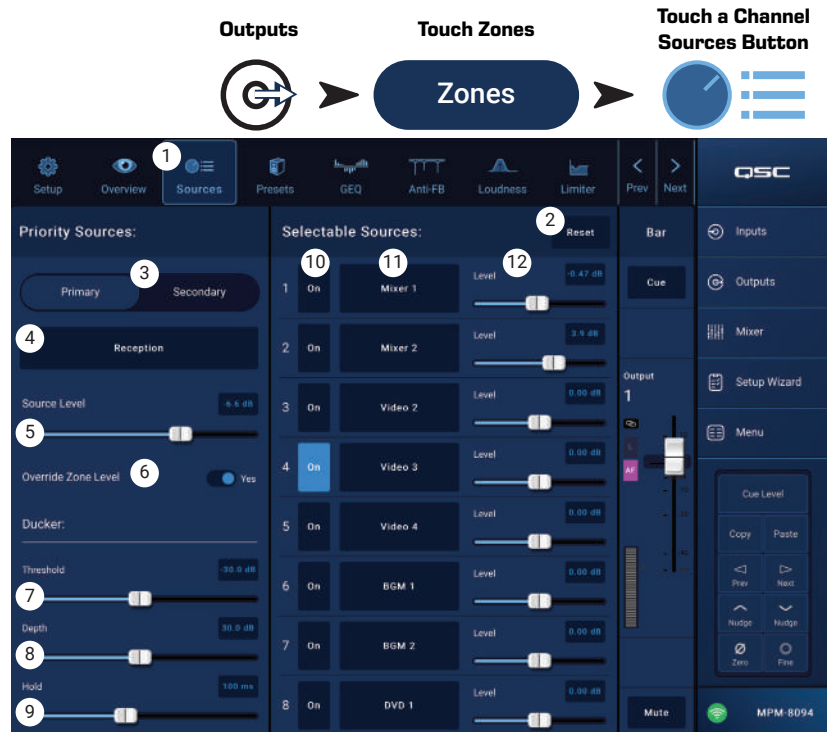 Outputs
Touch Zones
Touch a Channel
Sources Button
Zones
1
Setup
Overview
Sources
Presets
GEQ
Anti-FB
Loudness
Limiter
Prev
Next
QSC
Priority Sources:
Selectable Sources:
2
Reset
Bar
Inputs
3
Primary
Secondary
10
11
12
1
On
Mixer 1
Level
-0.47 dB
Cue
Outputs
4
Reception
2
On
Mixer 2
Level
3.9 dB
Mixer
Source Level
-6.6 dB
5
3
On
Video 2
Level
0.00 dB
Output
1
Setup Wizard
Override Zone Level
6
Yes
4
On
Video 3
Level
0.00 dB
L
AF
Menu
Ducker:
5
On
Video 4
Level
0.00 dB
Cue Level
Copy
Paste
Threshold
-30.0 dB
7
6
On
BGM 1
Level
0.00 dB
Prev
Next
Depth
30.0 dB
8
7
On
BGM 2
Level
0.00 dB
Nudge
Nudge
Zero
Fine
Hold
100 ms
9
8
On
DVD 1
Level
0.00 dB
Mute
MPM-8094